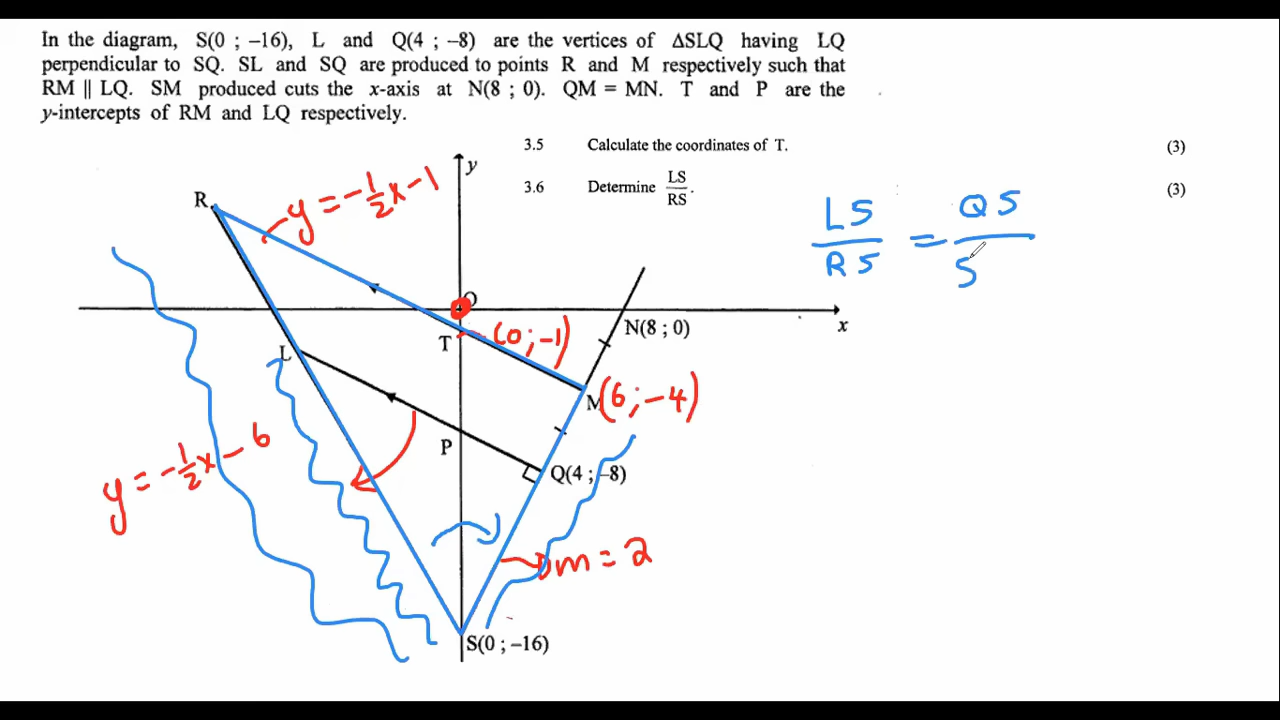 In the diagram, S(0 ; –16), L and Q(4 ; –8) are the vertices of ΔSLQ having LQ
perpendicular to SQ. SL and SQ are produced to points R and M respectively such that
RM || LQ. SM produced cuts the x-axis at N(8 ; 0). QM = MN. T and P are the
y-intercepts of RM and LQ respectively.
3.5 Calculate the coordinates of T. (3)
3.6 Determine LS/RS. (3)
y
R
y = -1/2x - 1
LS/RS = QS/S
O
N(8 ; 0)
x
T
(0;-1)
L
M(6;-4)
P
y = -1/2x - 6
Q(4 ; –8)
m = 2
S(0 ; –16)